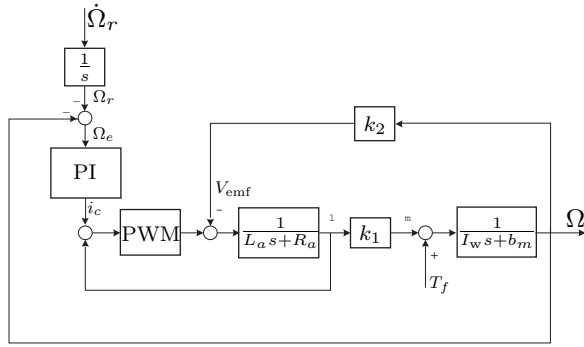 Ω̇_r
1
s
Ω_r
Ω_e
PI
i_c
PWM
V_emf
k_2
1
L_a s+R_a
l
k_1
m
T_f
+
1
I_w s+b_m
Ω